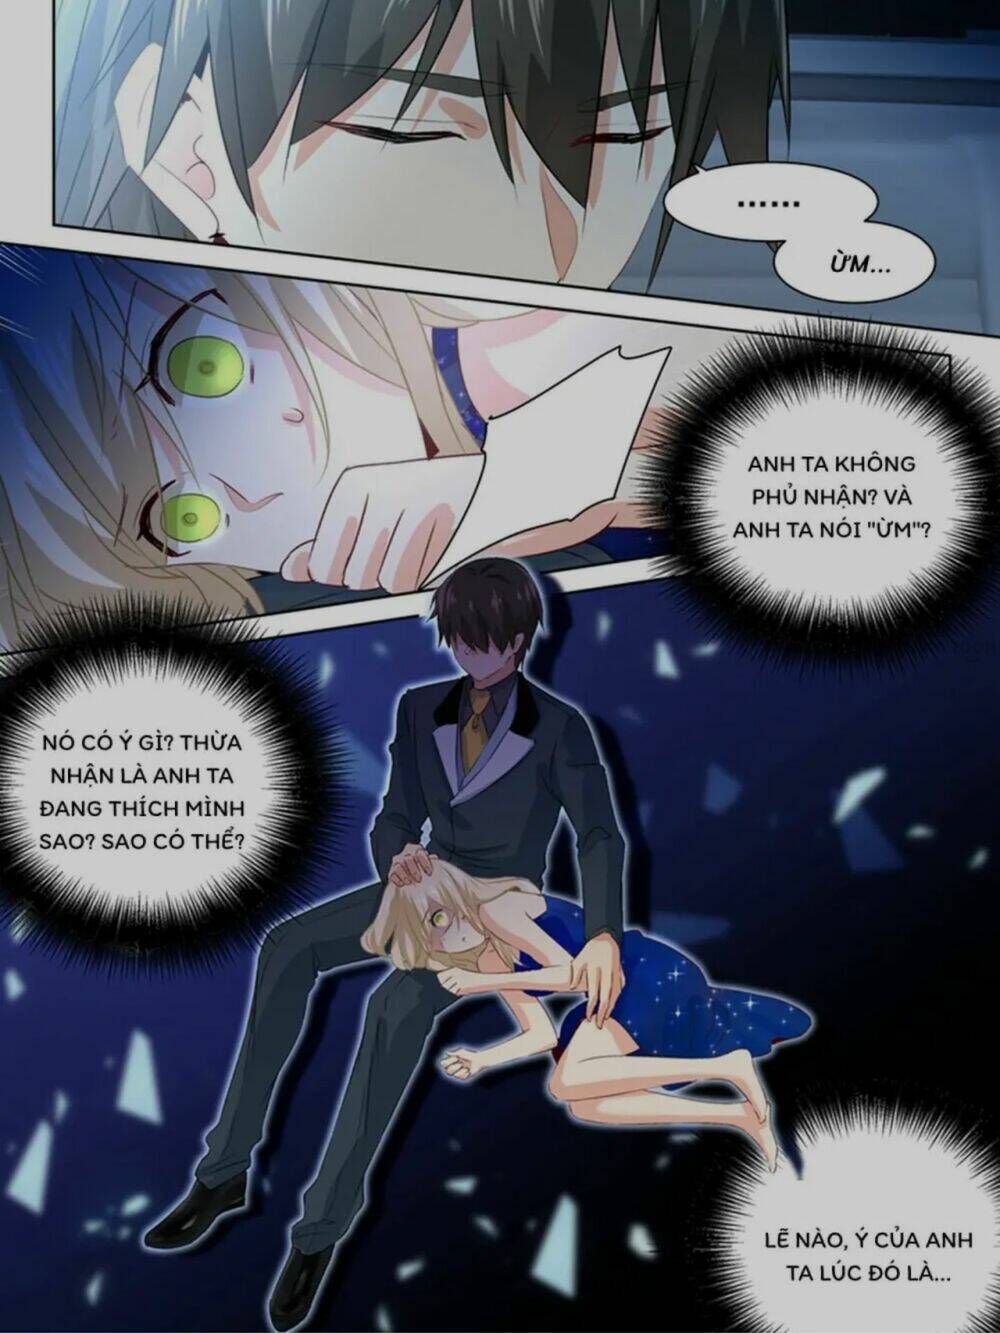 ......
ỪM...
ANH TA KHÔNG
PHỦ NHẬN? VÀ
ANH TA NÓI "ỪM"?
NÓ CÓ Ý GÌ? THỪA
NHẬN LÀ ANH TA
ĐANG THÍCH MÌNH
SAO? SAO CÓ THỂ?
LẼ NÀO, Ý CỦA ANH
TA LÚC ĐÓ LÀ...